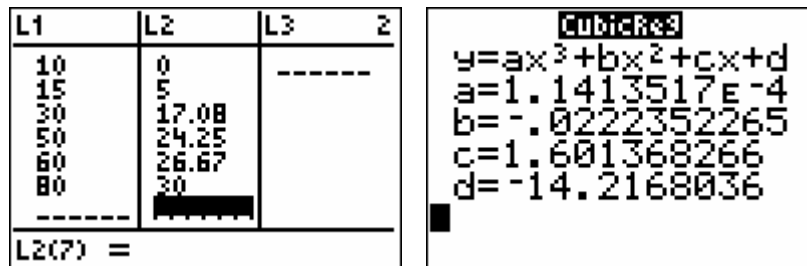 L1 L2 L3 2
10 0 ------
15 5
30 17.08
50 24.25
60 26.67
80 30
------
L2(7) =
CubicReg
y=ax³+bx²+cx+d
a=1.1413517ᴇ-4
b=-.0222352265
c=1.601368266
d=-14.2168036